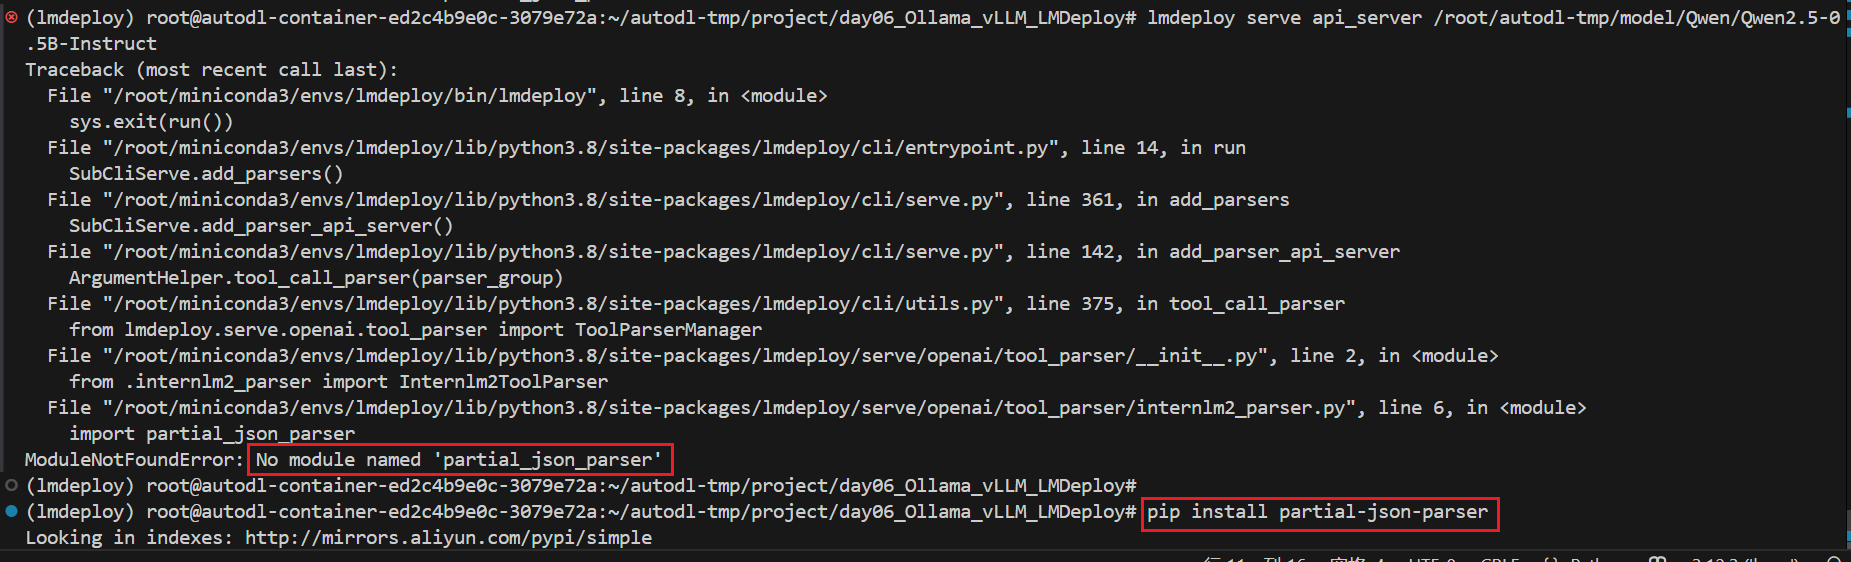 (lmdeploy) root@autodl-container-ed2c4b9e0c-3079e72a:~/autodl-tmp/project/day06_Ollama_vLLM_LMDeploy# lmdeploy serve api_server /root/autodl-tmp/model/Qwen/Qwen2.5-0
.5B-Instruct
Traceback (most recent call last):
  File "/root/miniconda3/envs/lmdeploy/bin/lmdeploy", line 8, in <module>
    sys.exit(run())
  File "/root/miniconda3/envs/lmdeploy/lib/python3.8/site-packages/lmdeploy/cli/entrypoint.py", line 14, in run
    SubCliServe.add_parsers()
  File "/root/miniconda3/envs/lmdeploy/lib/python3.8/site-packages/lmdeploy/cli/serve.py", line 361, in add_parsers
    SubCliServe.add_parser_api_server()
  File "/root/miniconda3/envs/lmdeploy/lib/python3.8/site-packages/lmdeploy/cli/serve.py", line 142, in add_parser_api_server
    ArgumentHelper.tool_call_parser(parser_group)
  File "/root/miniconda3/envs/lmdeploy/lib/python3.8/site-packages/lmdeploy/cli/utils.py", line 375, in tool_call_parser
    from lmdeploy.serve.openai.tool_parser import ToolParserManager
  File "/root/miniconda3/envs/lmdeploy/lib/python3.8/site-packages/lmdeploy/serve/openai/tool_parser/__init__.py", line 2, in <module>
    from .internlm2_parser import Internlm2ToolParser
  File "/root/miniconda3/envs/lmdeploy/lib/python3.8/site-packages/lmdeploy/serve/openai/tool_parser/internlm2_parser.py", line 6, in <module>
    import partial_json_parser
ModuleNotFoundError: No module named 'partial_json_parser'
(lmdeploy) root@autodl-container-ed2c4b9e0c-3079e72a:~/autodl-tmp/project/day06_Ollama_vLLM_LMDeploy#
(lmdeploy) root@autodl-container-ed2c4b9e0c-3079e72a:~/autodl-tmp/project/day06_Ollama_vLLM_LMDeploy# pip install partial-json-parser
Looking in indexes: http://mirrors.aliyun.com/pypi/simple